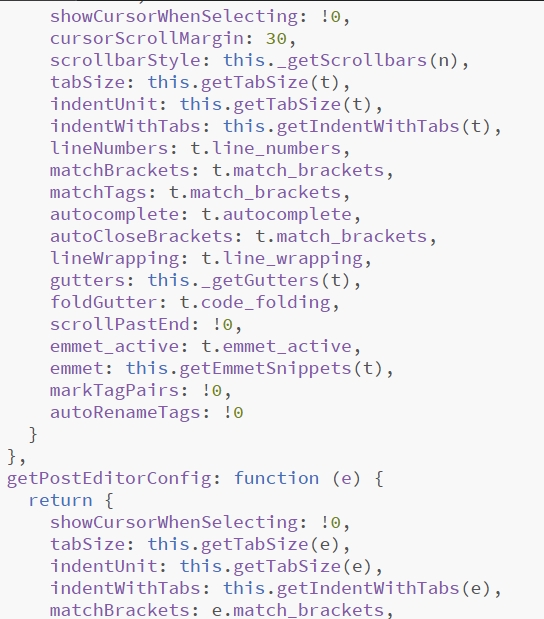 showCursorWhenSelecting: !0,
cursorScrollMargin: 30,
scrollbarStyle: this._getScrollbars(n),
tabSize: this.getTabSize(t),
indentUnit: this.getTabSize(t),
indentWithTabs: this.getIndentWithTabs(t),
lineNumbers: t.line_numbers,
matchBrackets: t.match_brackets,
matchTags: t.match_brackets,
autocomplete: t.autocomplete,
autoCloseBrackets: t.match_brackets,
lineWrapping: t.line_wrapping,
gutters: this._getGutters(t),
foldGutter: t.code_folding,
scrollPastEnd: !0,
emmet_active: t.emmet_active,
emmet: this.getEmmetSnippets(t),
markTagPairs: !0,
autoRenameTags: !0
}
},
getPostEditorConfig: function (e) {
return {
showCursorWhenSelecting: !0,
tabSize: this.getTabSize(e),
indentUnit: this.getTabSize(e),
indentWithTabs: this.getIndentWithTabs(e),
matchBrackets: e.match_brackets,